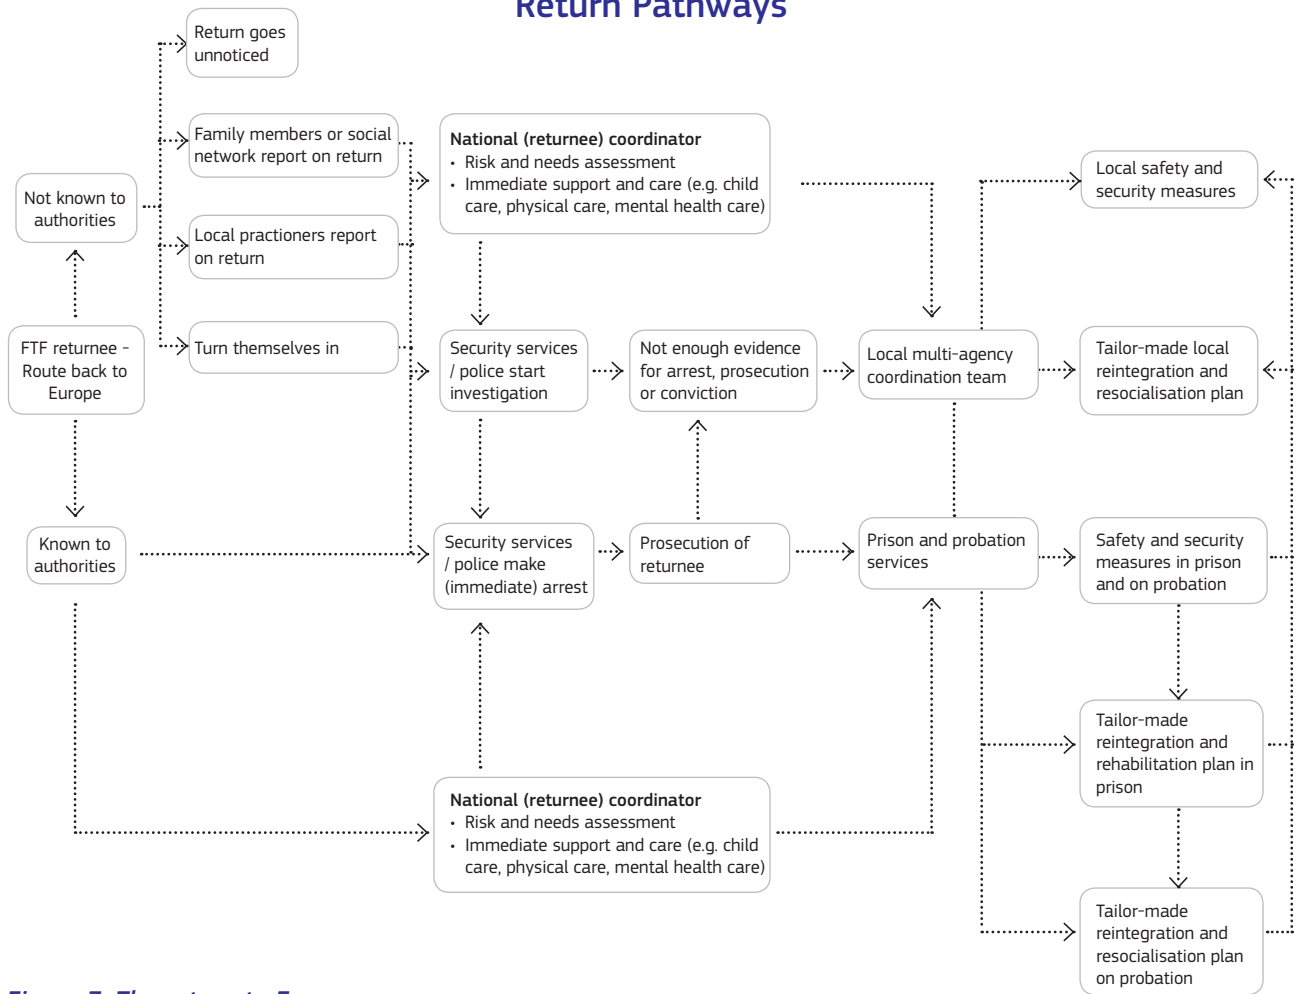 Return Pathways
Return goes
unnoticed
Family members or social
network report on return
Local practioners report
on return
Turn themselves in
Not known to
authorities
FTF returnee -
Route back to
Europe
Known to
authorities
National (returnee) coordinator
• Risk and needs assessment
• Immediate support and care (e.g. child
care, physical care, mental health care)
Security services
/ police start
investigation
Not enough evidence
for arrest, prosecution
or conviction
Local multi-agency
coordination team
Local safety and
security measures
Tailor-made local
reintegration and
resocialisation plan
Security services
/ police make
(immediate) arrest
Prosecution of
returnee
Prison and probation
services
Safety and security
measures in prison
and on probation
Tailor-made
reintegration and
rehabilitation plan in
prison
National (returnee) coordinator
• Risk and needs assessment
• Immediate support and care (e.g. child
care, physical care, mental health care)
Tailor-made
reintegration and
resocialisation plan
on probation